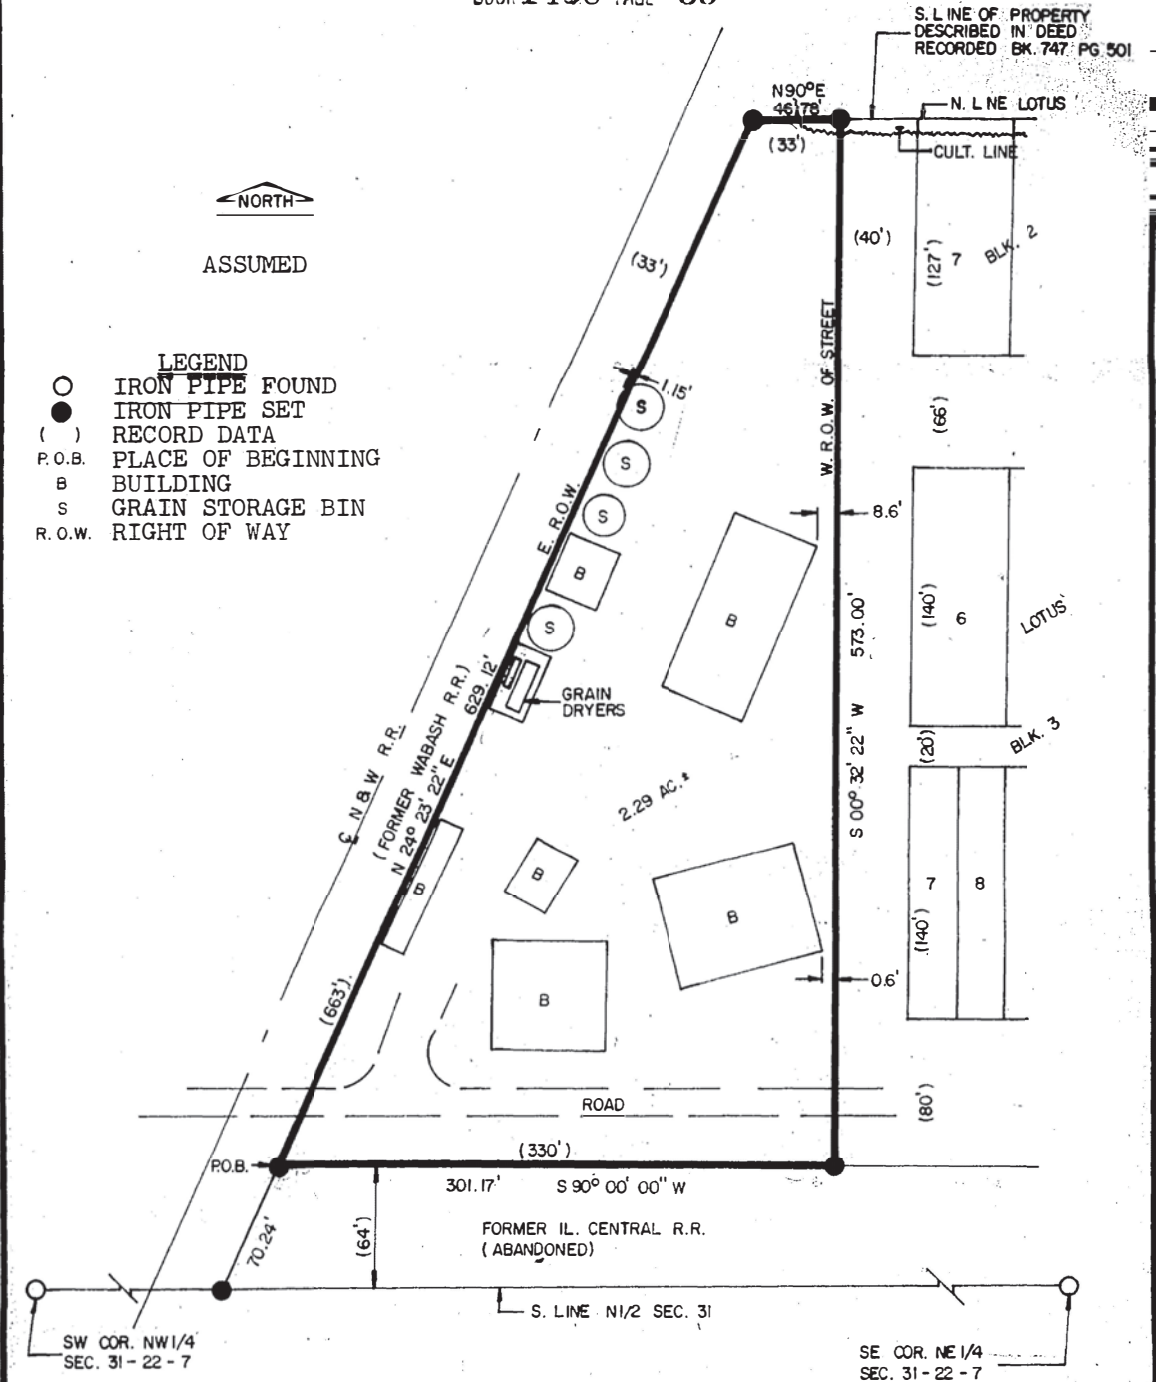 S. LINE OF PROPERTY
DESCRIBED IN DEED
RECORDED BK. 747 PG. 501
N90°E
46.78'
(33')
N. LINE LOTUS
CULT. LINE
NORTH
ASSUMED
(33')
(40')
(127')
7
BLK. 2
LEGEND
IRON PIPE FOUND
IRON PIPE SET
( ) RECORD DATA
P.O.B. PLACE OF BEGINNING
B BUILDING
S GRAIN STORAGE BIN
R.O.W. RIGHT OF WAY
1.15'
S
S
S
B
S
W. R.O.W. OF STREET
(66')
8.6'
E. R.O.W.
B
573.00'
S 00° 32' 22" W
(140')
6
LOTUS
GRAIN
DRYERS
629.12'
(FORMER WABASH R.R.)
N 24° 23' 22" E
℄ N & W R.R.
(20')
BLK. 3
2.29 AC.±
B
B
B
B
7
8
(140')
0.6'
(663')
ROAD
(80')
(330')
P.O.B.
301.17' S 90° 00' 00" W
70.24'
(64')
FORMER IL. CENTRAL R.R.
(ABANDONED)
S. LINE N1/2 SEC. 31
SW COR. NW1/4
SEC. 31-22-7
SE COR. NE1/4
SEC. 31-22-7